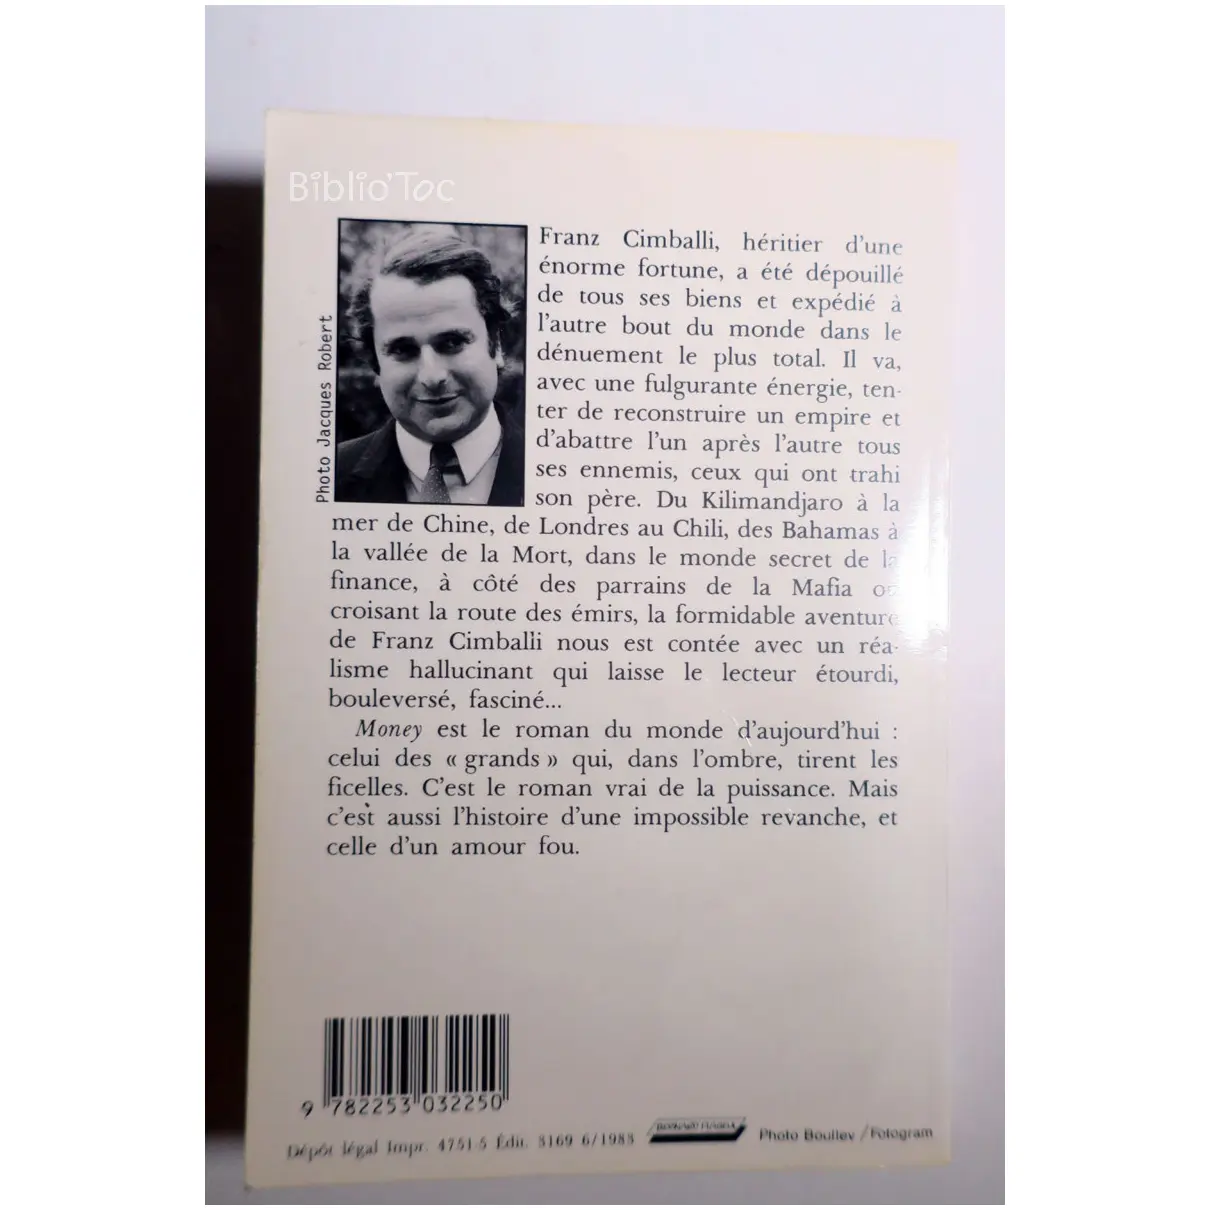 Biblio'Toc
Photo Jacques Robert
Franz Cimballi, héritier d'une
énorme fortune, a été dépouillé
de tous ses biens et expédié à
l'autre bout du monde dans le
dénuement le plus total. Il va,
avec une fulgurante énergie, ten-
ter de reconstruire un empire et
d'abattre l'un après l'autre tous
ses ennemis, ceux qui ont trahi
son père. Du Kilimandjaro à la
mer de Chine, de Londres au Chili, des Bahamas à
la vallée de la Mort, dans le monde secret de la
finance, à côté des parrains de la Mafia ou
croisant la route des émirs, la formidable aventure
de Franz Cimballi nous est contée avec un réa-
lisme hallucinant qui laisse le lecteur étourdi,
bouleversé, fasciné...
Money est le roman du monde d'aujourd'hui :
celui des « grands » qui, dans l'ombre, tirent les
ficelles. C'est le roman vrai de la puissance. Mais
c'est aussi l'histoire d'une impossible revanche, et
celle d'un amour fou.
9 782253 032250
Dépôt légal Impr. 4751-5 Édit. 3169 6/1983
Photo Boulley / Fotogram